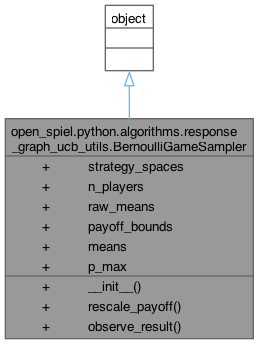 object
open_spiel.python.algorithms.response
_graph_ucb_utils.BernoulliGameSampler
+ strategy_spaces
+ n_players
+ raw_means
+ payoff_bounds
+ means
+ p_max
+ __init__()
+ rescale_payoff()
+ observe_result()